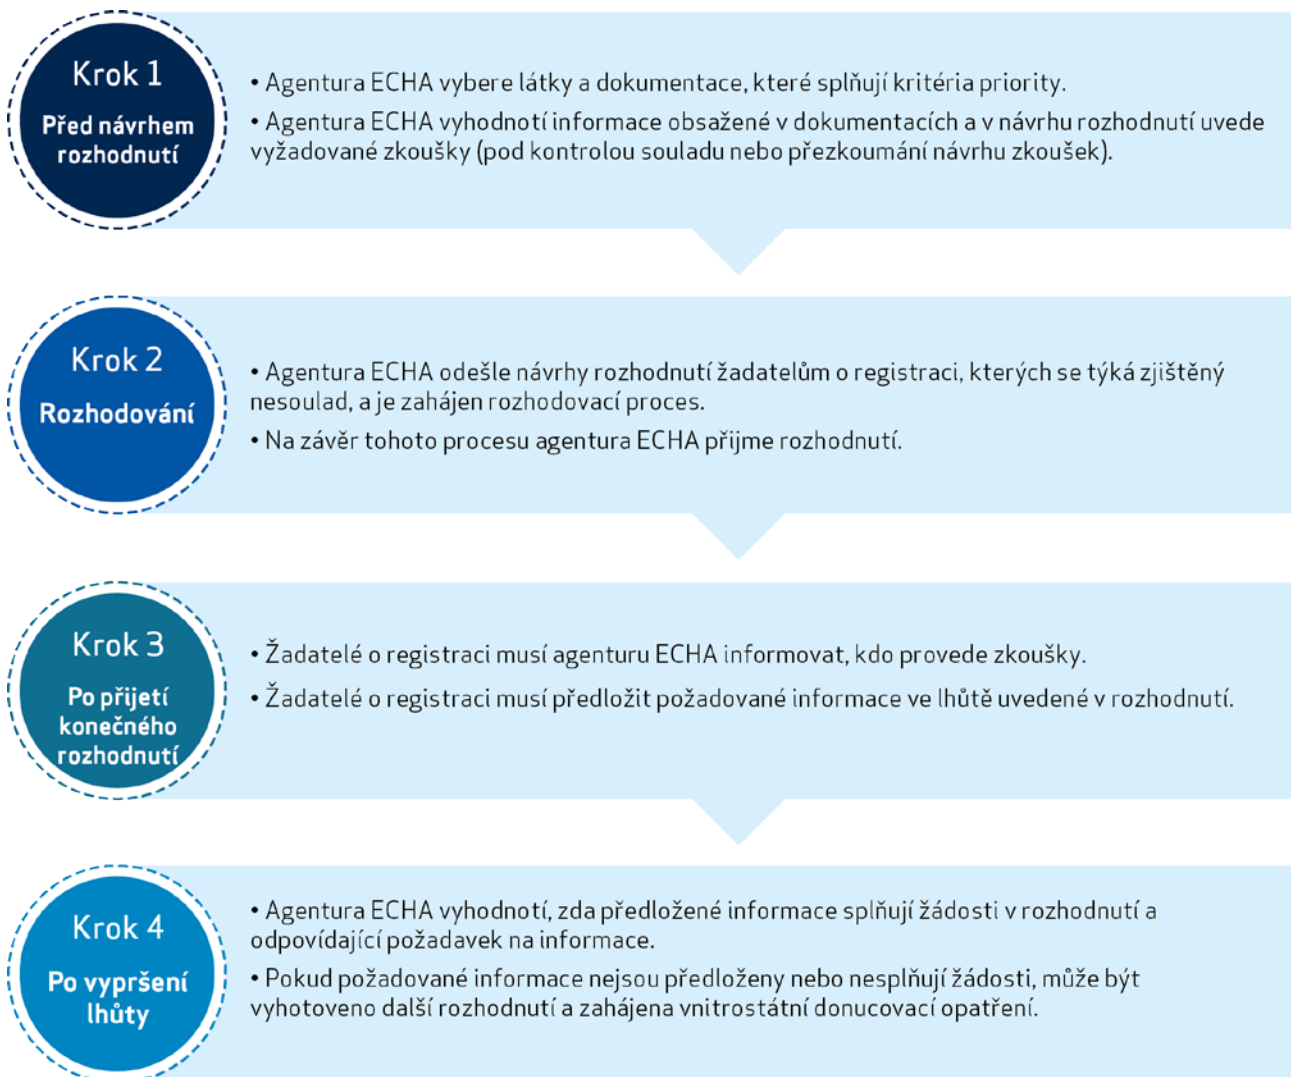 Krok 1
Před návrhem
rozhodnutí
• Agentura ECHA vybere látky a dokumentace, které splňují kritéria priority.
• Agentura ECHA vyhodnotí informace obsažené v dokumentacích a v návrhu rozhodnutí uvede
vyžadované zkoušky (pod kontrolou souladu nebo přezkoumání návrhu zkoušek).
Krok 2
Rozhodování
• Agentura ECHA odešle návrhy rozhodnutí žadatelům o registraci, kterých se týká zjištěný
nesoulad, a je zahájen rozhodovací proces.
• Na závěr tohoto procesu agentura ECHA přijme rozhodnutí.
Krok 3
Po přijetí
konečného
rozhodnutí
• Žadatelé o registraci musí agenturu ECHA informovat, kdo provede zkoušky.
• Žadatelé o registraci musí předložit požadované informace ve lhůtě uvedené v rozhodnutí.
Krok 4
Po vypršení
lhůty
• Agentura ECHA vyhodnotí, zda předložené informace splňují žádosti v rozhodnutí a
odpovídající požadavek na informace.
• Pokud požadované informace nejsou předloženy nebo nesplňují žádosti, může být
vyhotoveno další rozhodnutí a zahájena vnitrostátní donucovací opatření.